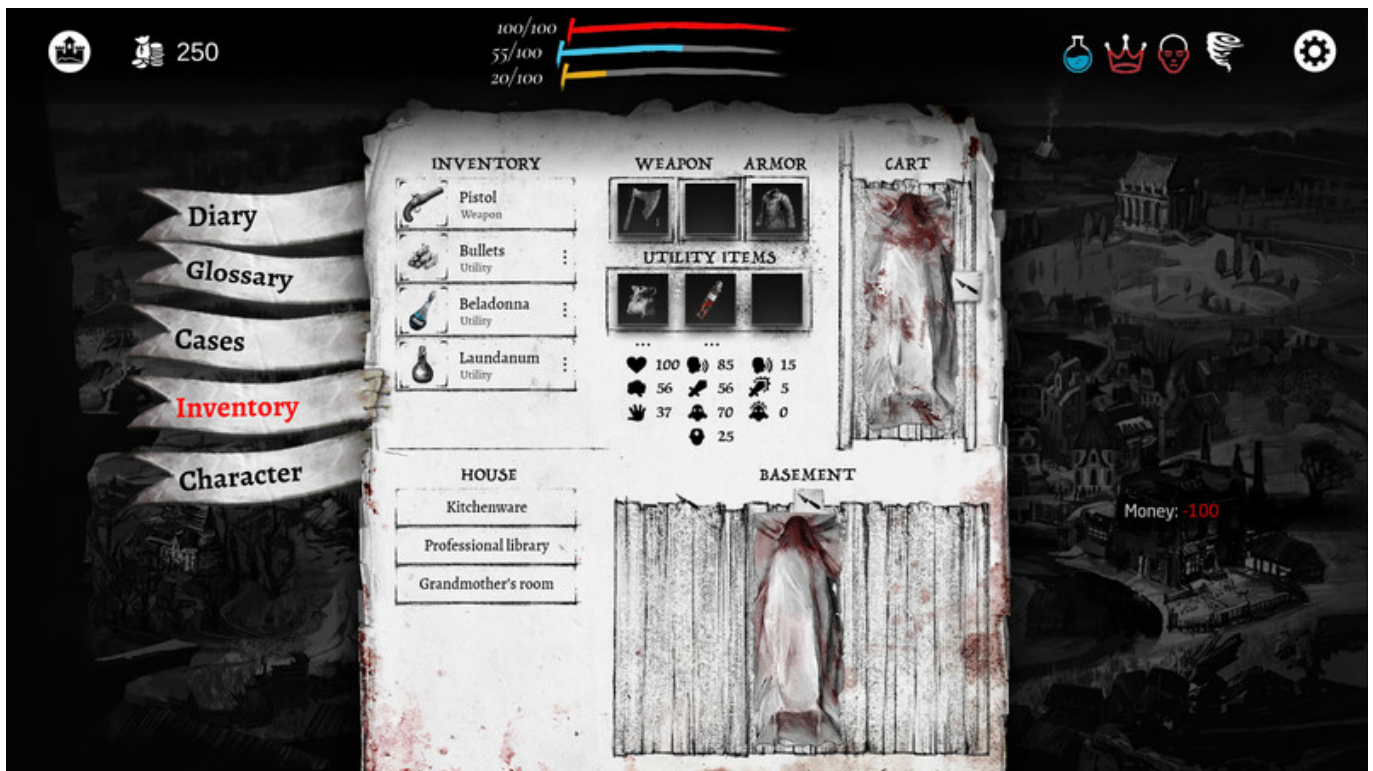 250
100/100
55/100
20/100
Diary
Glossary
Cases
Inventory
Character
INVENTORY
Pistol
Weapon
Bullets
Utility
Beladonna
Utility
Laundanum
Utility
WEAPON ARMOR
UTILITY ITEMS
100 85 15
56 56 5
37 70 0
25
CART
HOUSE
Kitchenware
Professional library
Grandmother's room
BASEMENT
Money: -100